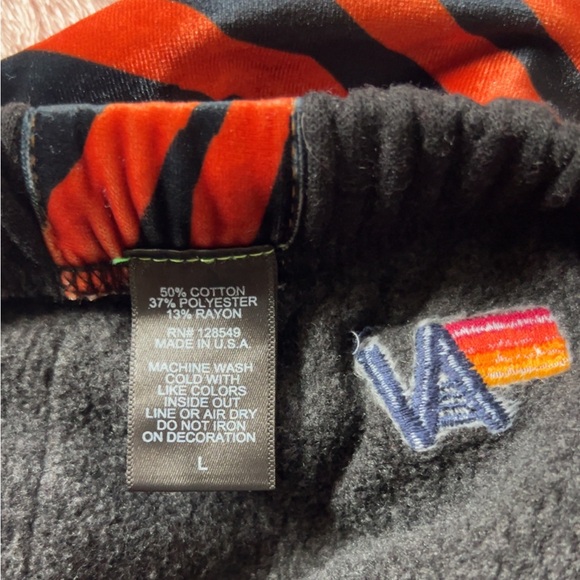 50% COTTON
37% POLYESTER
13% RAYON
RN# 128549
MADE IN U.S.A.
MACHINE WASH
COLD WITH
LIKE COLORS
INSIDE OUT
LINE OR AIR DRY
DO NOT IRON
ON DECORATION
L
VA